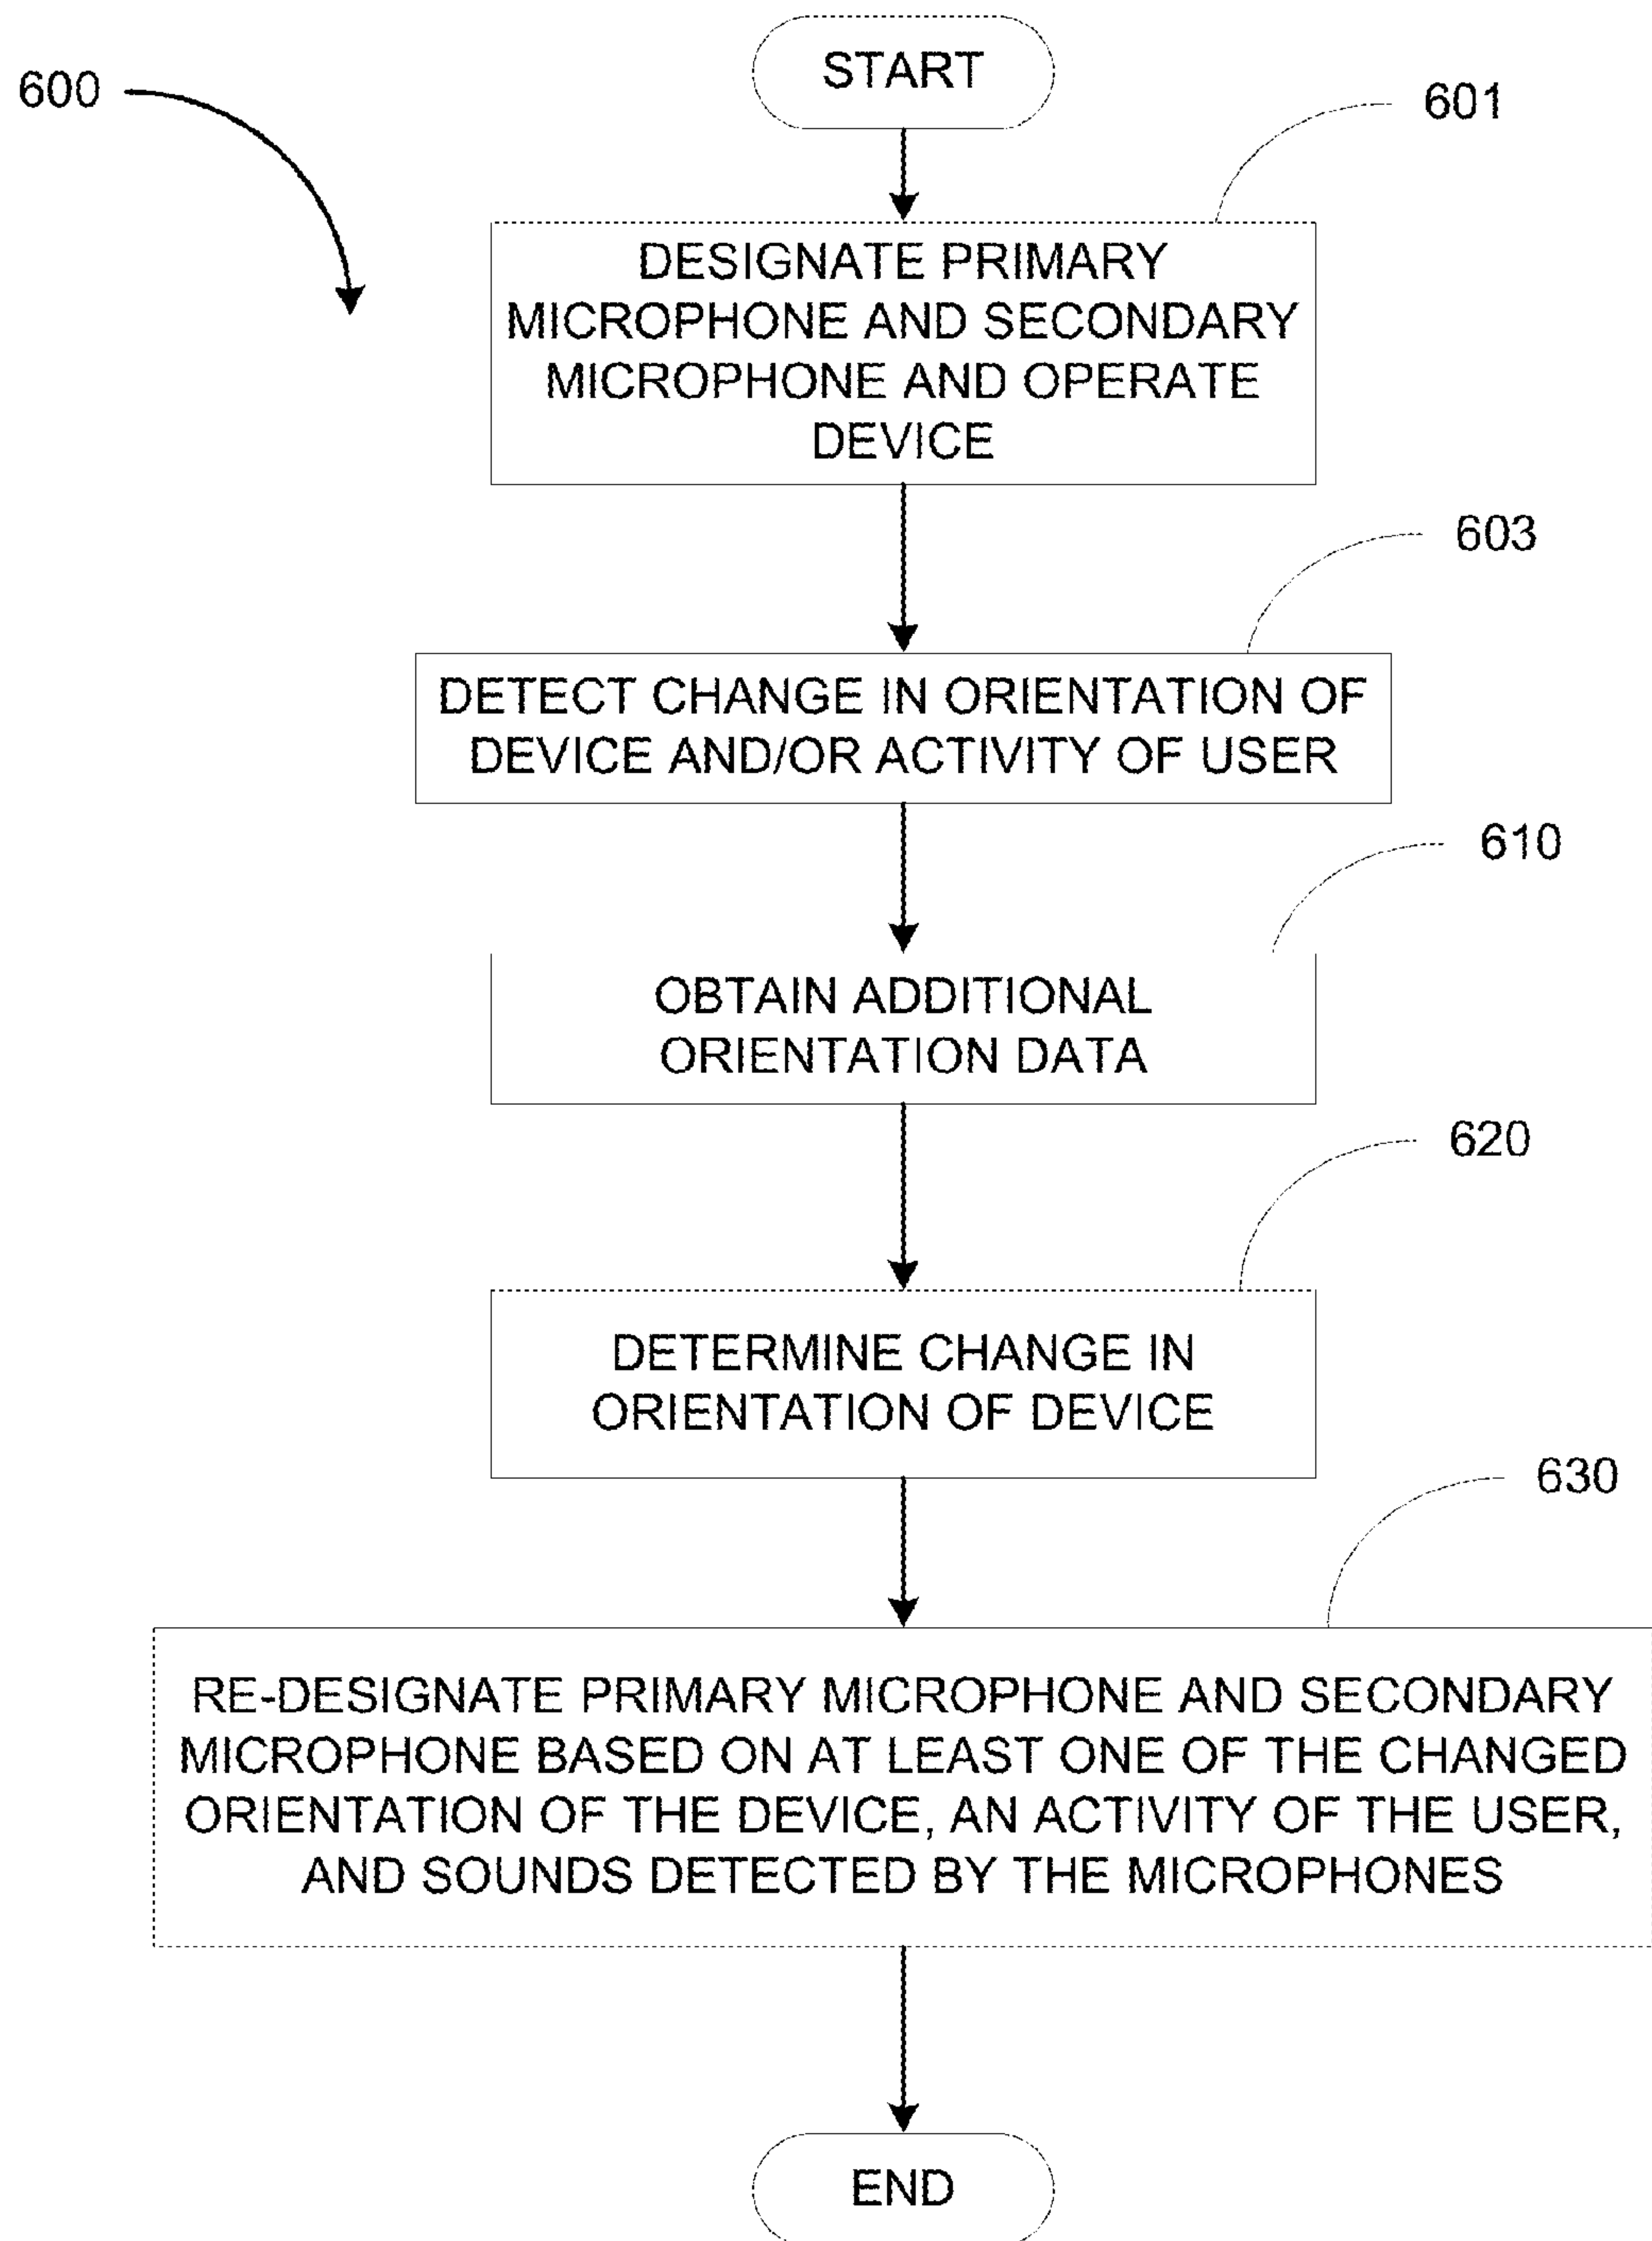 START
600
601
DESIGNATE PRIMARY
MICROPHONE AND SECONDARY
MICROPHONE AND OPERATE
DEVICE
603
DETECT CHANGE IN ORIENTATION OF
DEVICE AND/OR ACTIVITY OF USER
610
OBTAIN ADDITIONAL
ORIENTATION DATA
620
DETERMINE CHANGE IN
ORIENTATION OF DEVICE
630
RE-DESIGNATE PRIMARY MICROPHONE AND SECONDARY
MICROPHONE BASED ON AT LEAST ONE OF THE CHANGED
ORIENTATION OF THE DEVICE, AN ACTIVITY OF THE USER,
AND SOUNDS DETECTED BY THE MICROPHONES
END